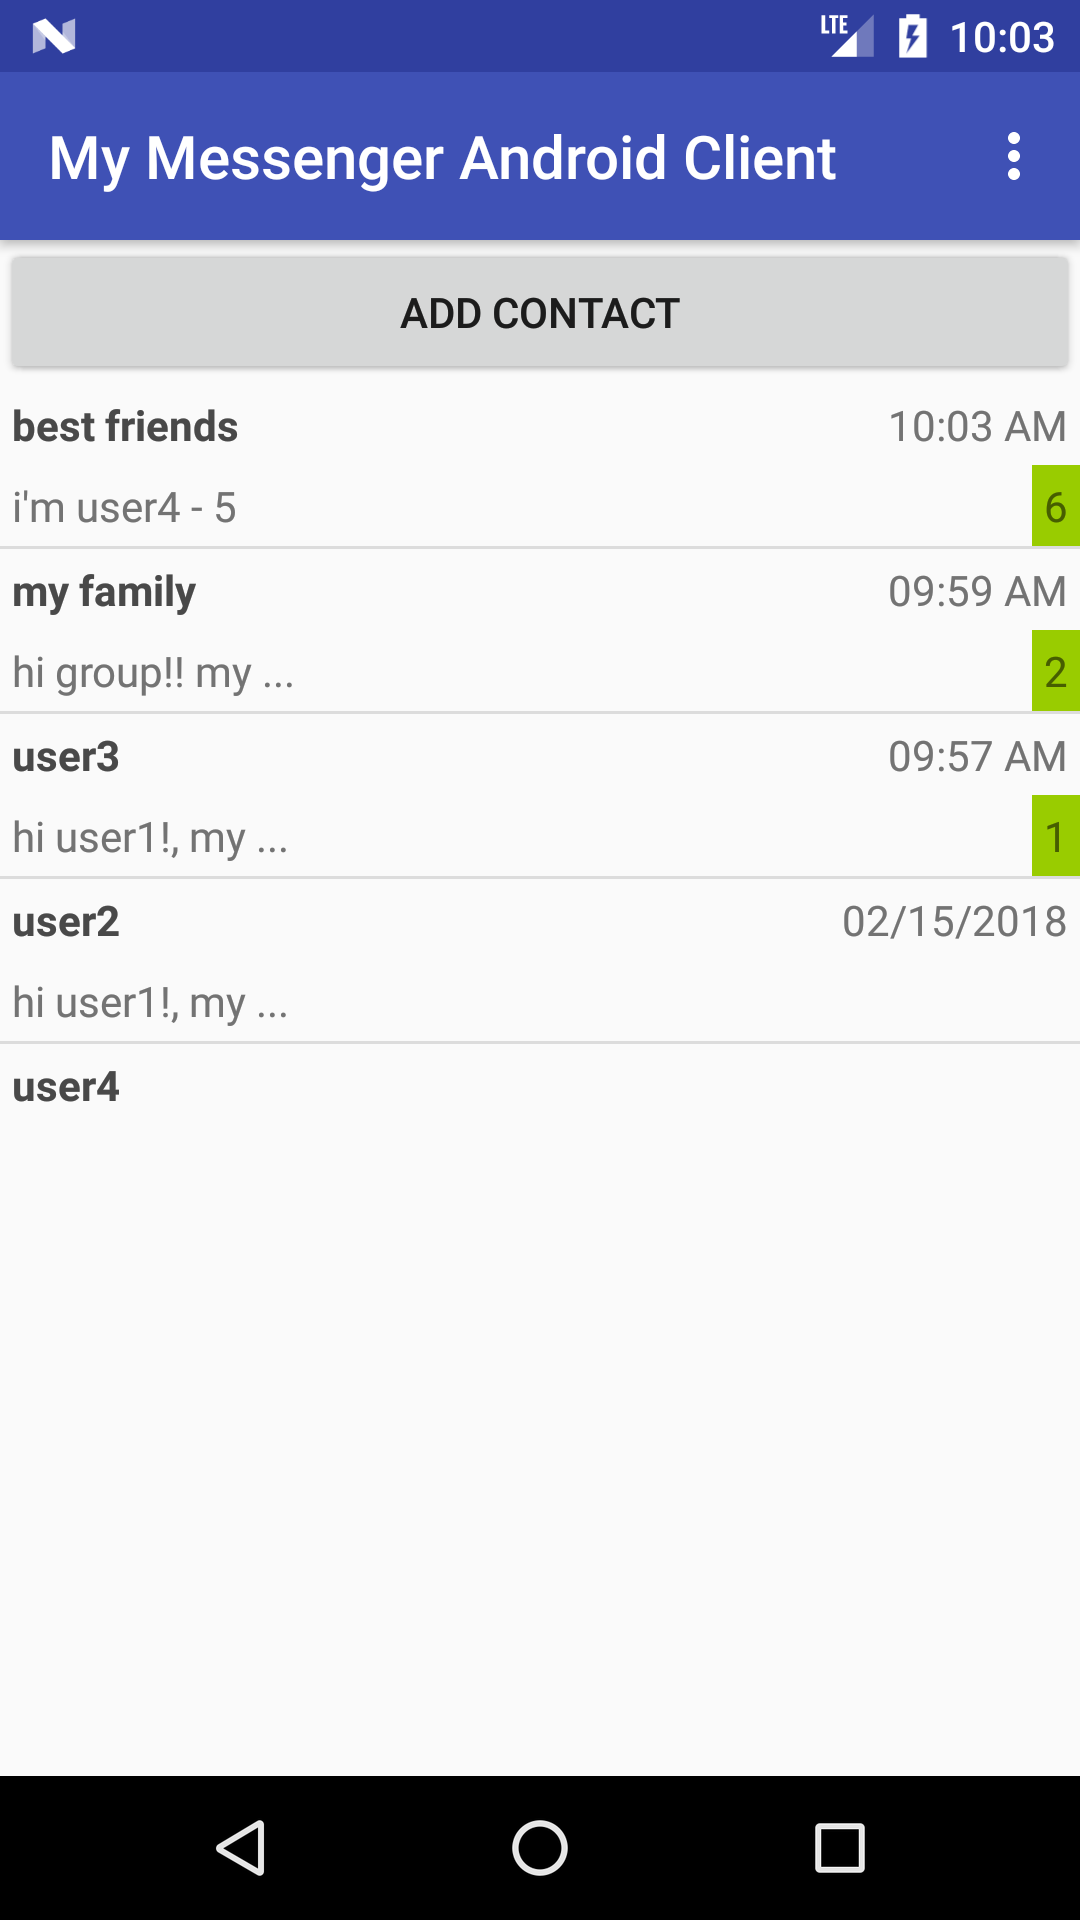 LTE 10:03
My Messenger Android Client
ADD CONTACT
best friends 10:03 AM
i'm user4 - 5 6
my family 09:59 AM
hi group!! my ... 2
user3 09:57 AM
hi user1!, my ... 1
user2 02/15/2018
hi user1!, my ...
user4